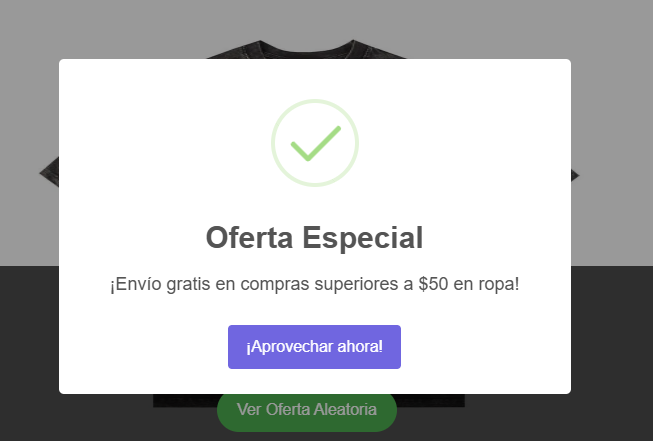 Oferta Especial
¡Envío gratis en compras superiores a $50 en ropa!
¡Aprovechar ahora!
Ver Oferta Aleatoria